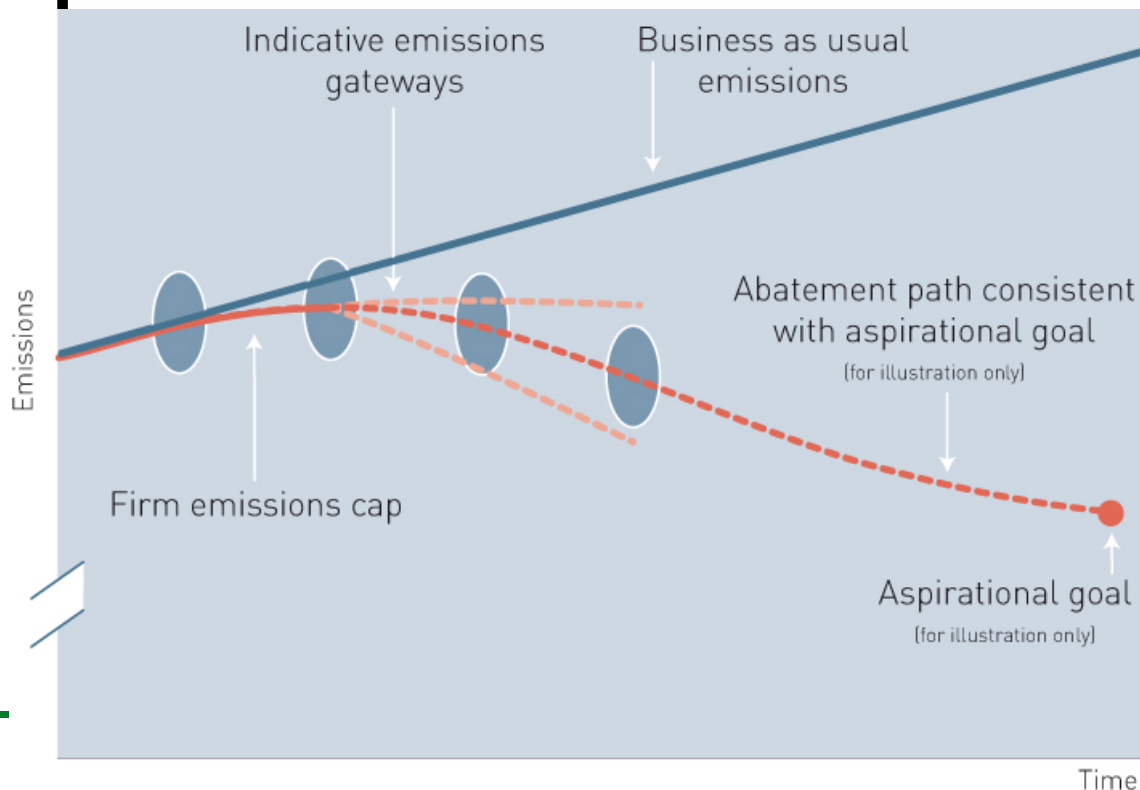 Indicative emissions
gateways
Business as usual
emissions
Emissions
Abatement path consistent
with aspirational goal
(for illustration only)
Firm emissions cap
Aspirational goal
(for illustration only)
Time